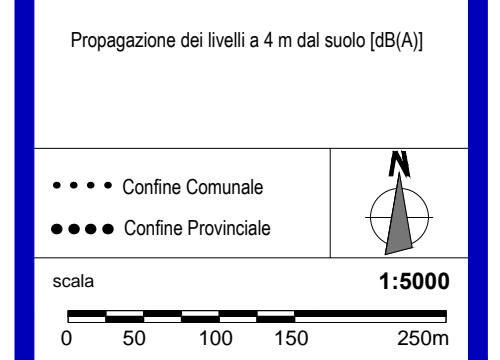 Propagazione dei livelli a 4 m dal suolo [dB(A)]
Confine Comunale
N
Confine Provinciale
scala
1:5000
0 50 100 150 250m